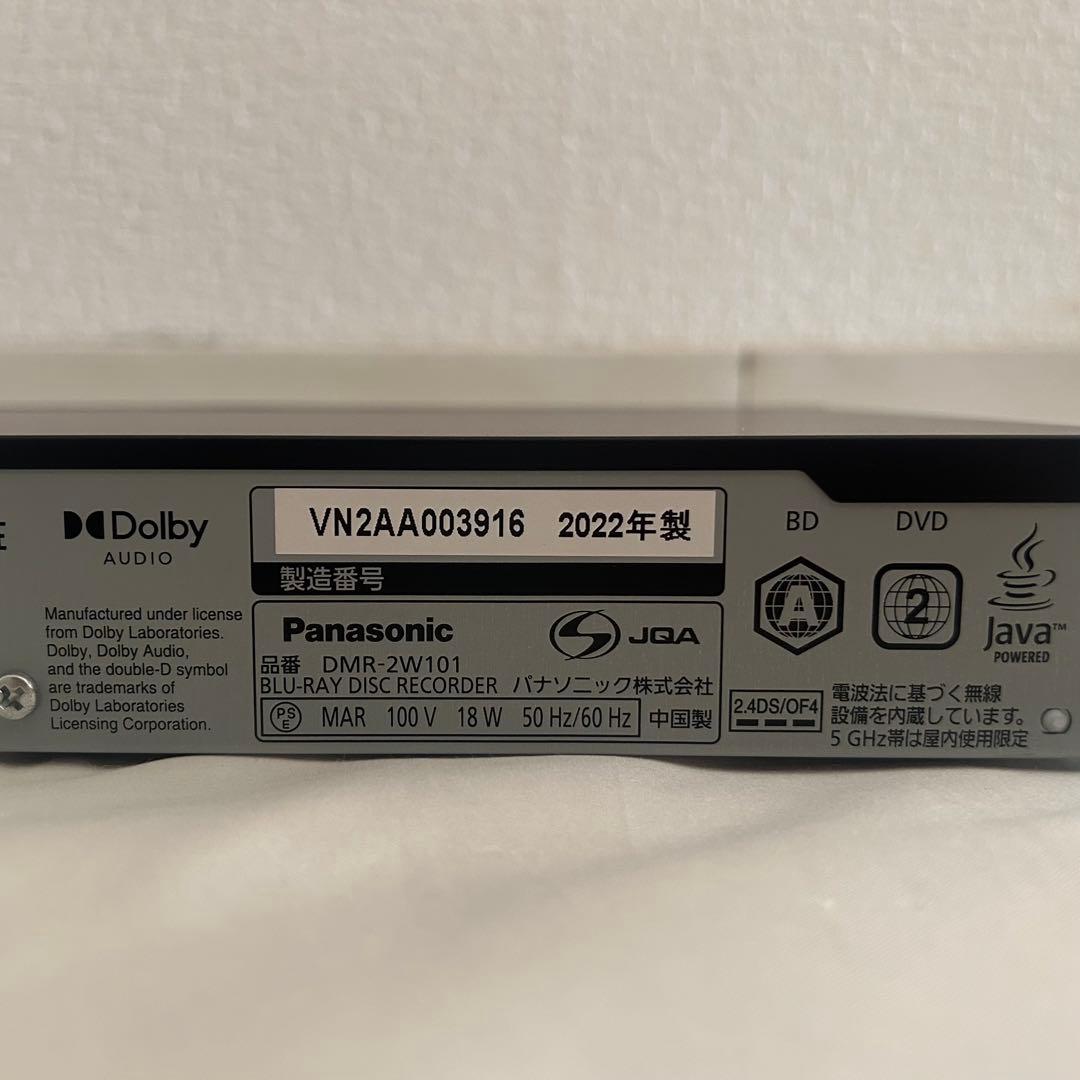 Dolby
AUDIO
Manufactured under license
from Dolby Laboratories.
Dolby, Dolby Audio,
and the double-D symbol
are trademarks of
Dolby Laboratories
Licensing Corporation.
VN2AA003916 2022年製
製造番号
Panasonic
JQA
品番 DMR-2W101
BLU-RAY DISC RECORDER パナソニック株式会社
PS
E
MAR 100 V 18 W 50 Hz/60 Hz 中国製
BD DVD
A 2
Java™
POWERED
2.4DS/OF4
電波法に基づく無線
設備を内蔵しています。
5 GHz帯は屋内使用限定